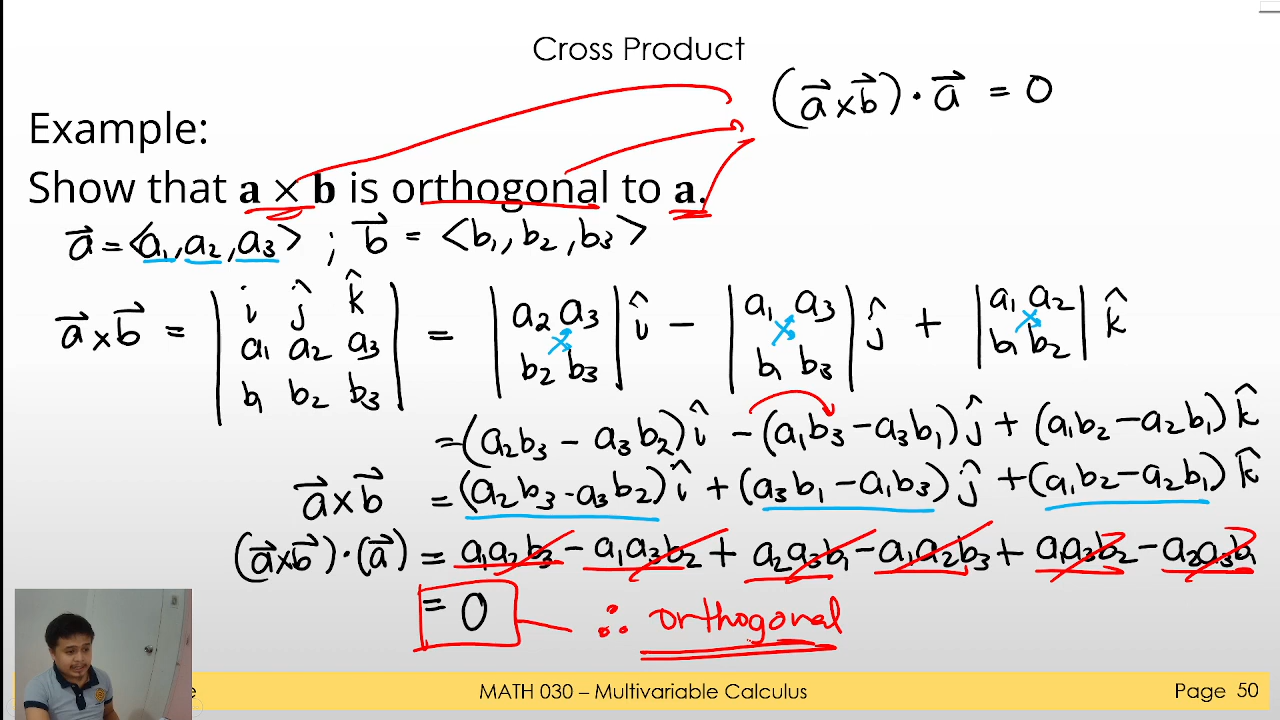 Cross Product
(a⃗ × b⃗) · a⃗ = 0
Example:
Show that a × b is orthogonal to a.
a⃗ = <a₁, a₂, a₃> ; b⃗ = <b₁, b₂, b₃>
a⃗ × b⃗ = | i ĵ k̂ ; a₁ a₂ a₃ ; b₁ b₂ b₃ | = | a₂ a₃ ; b₂ b₃ | î − | a₁ a₃ ; b₁ b₃ | ĵ + | a₁ a₂ ; b₁ b₂ | k̂
= (a₂b₃ − a₃b₂) î − (a₁b₃ − a₃b₁) ĵ + (a₁b₂ − a₂b₁) k̂
a⃗ × b⃗ = (a₂b₃ − a₃b₂) î + (a₃b₁ − a₁b₃) ĵ + (a₁b₂ − a₂b₁) k̂
(a⃗ × b⃗) · (a⃗) = a₁a₂b₃ − a₁a₃b₂ + a₂a₃b₁ − a₁a₂b₃ + a₁a₃b₂ − a₂a₃b₁
= 0 ∴ orthogonal
MATH 030 – Multivariable Calculus
Page 50